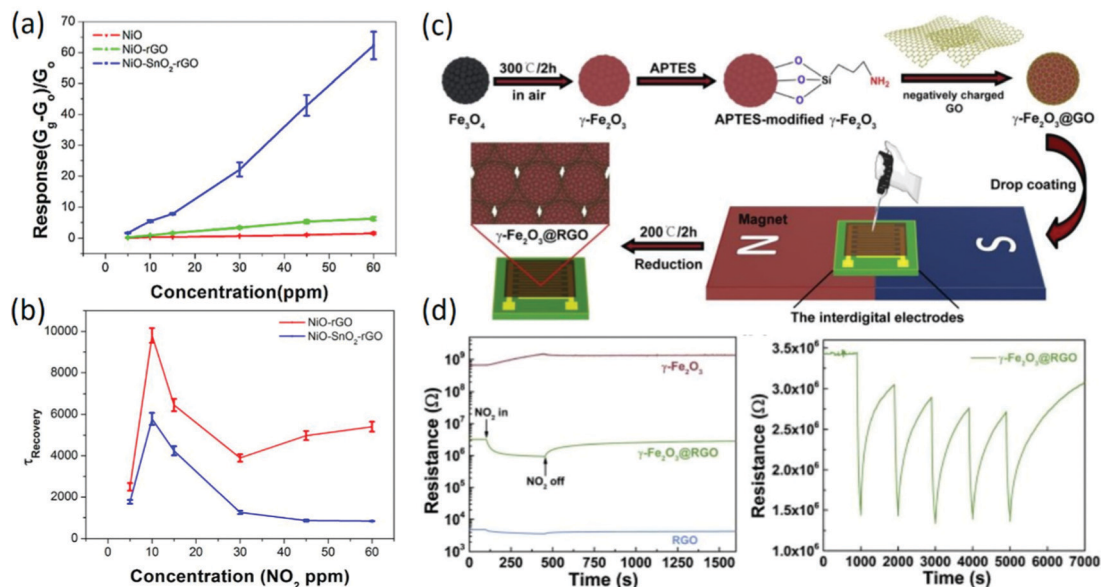 (a)
NiO
NiO-rGO
NiO-SnO2-rGO
Response(Gg-Go)/Go
70
60
50
40
30
20
10
0
0 10 20 30 40 50 60
Concentration(ppm)
(b)
NiO-rGO
NiO-SnO2-rGO
τRecovery
10000
8000
6000
4000
2000
0
0 10 20 30 40 50 60
Concentration (NO2 ppm)
(c)
300℃/2h
in air
APTES
O
O
O
Si
NH2
negatively charged
GO
Fe3O4
γ-Fe2O3
APTES-modified γ-Fe2O3
γ-Fe2O3@GO
Drop coating
Magnet
N
S
γ-Fe2O3@RGO
200℃/2h
Reduction
The interdigital electrodes
(d)
Resistance (Ω)
10^9
10^8
10^7
10^6
10^5
10^4
10^3
γ-Fe2O3
NO2 in
γ-Fe2O3@RGO
NO2 off
RGO
0 250 500 750 1000 1250 1500
Time (s)
Resistance (Ω)
3.5x10^6
3.0x10^6
2.5x10^6
2.0x10^6
1.5x10^6
1.0x10^6
γ-Fe2O3@RGO
0 1000 2000 3000 4000 5000 6000 7000
Time (s)